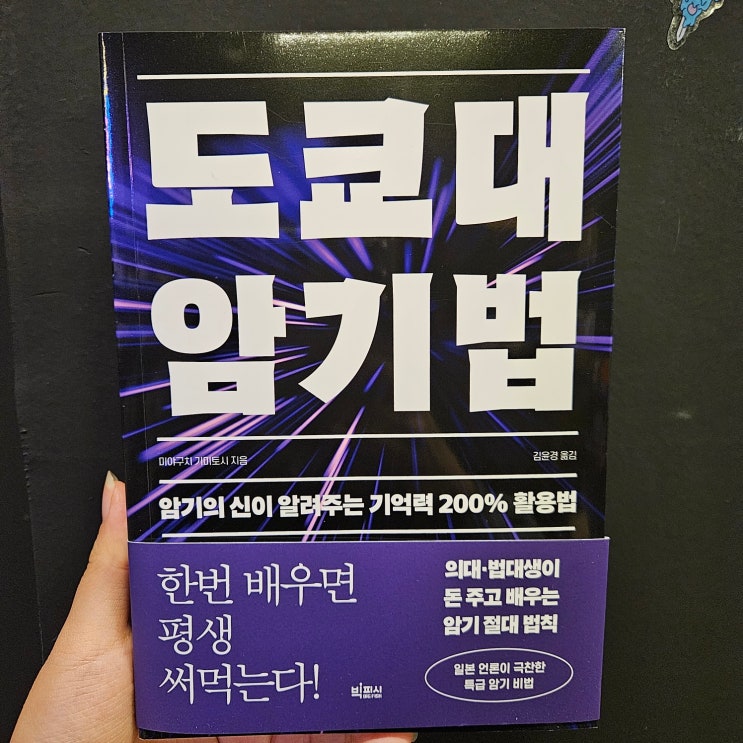 도쿄대
암기법
미야구치 기미토시 지음
김윤경 옮김
암기의 신이 알려주는 기억력 200% 활용법
한번 배우면
평생
써먹는다!
의대·법대생이
돈 주고 배우는
암기 절대 법칙
일본 언론이 극찬한
특급 암기 비법
빅피시
BIG FISH